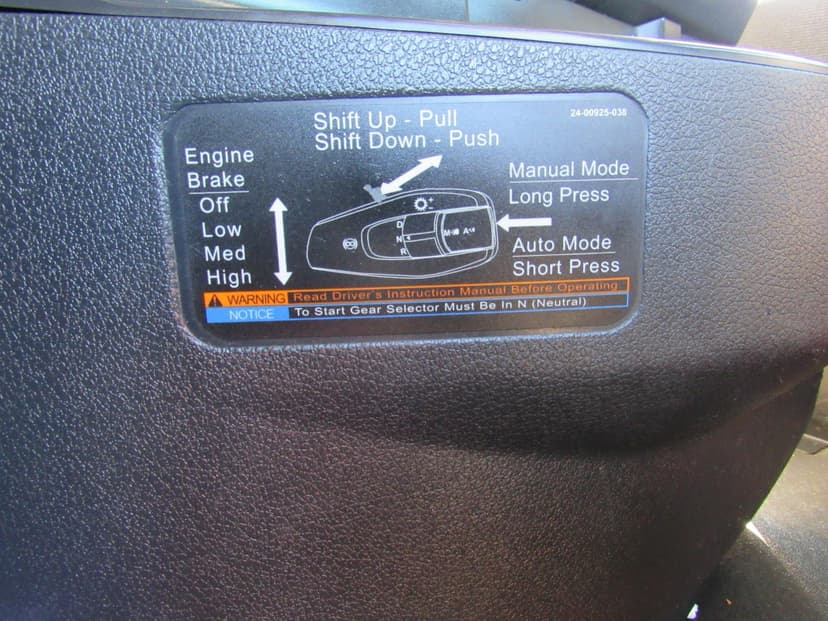 24-00925-038
Shift Up - Pull
Shift Down - Push
Engine
Brake
Off
Low
Med
High
Manual Mode
Long Press
Auto Mode
Short Press
D
N
R
M
A
WARNING Read Driver's Instruction Manual Before Operating
NOTICE To Start Gear Selector Must Be In N (Neutral)